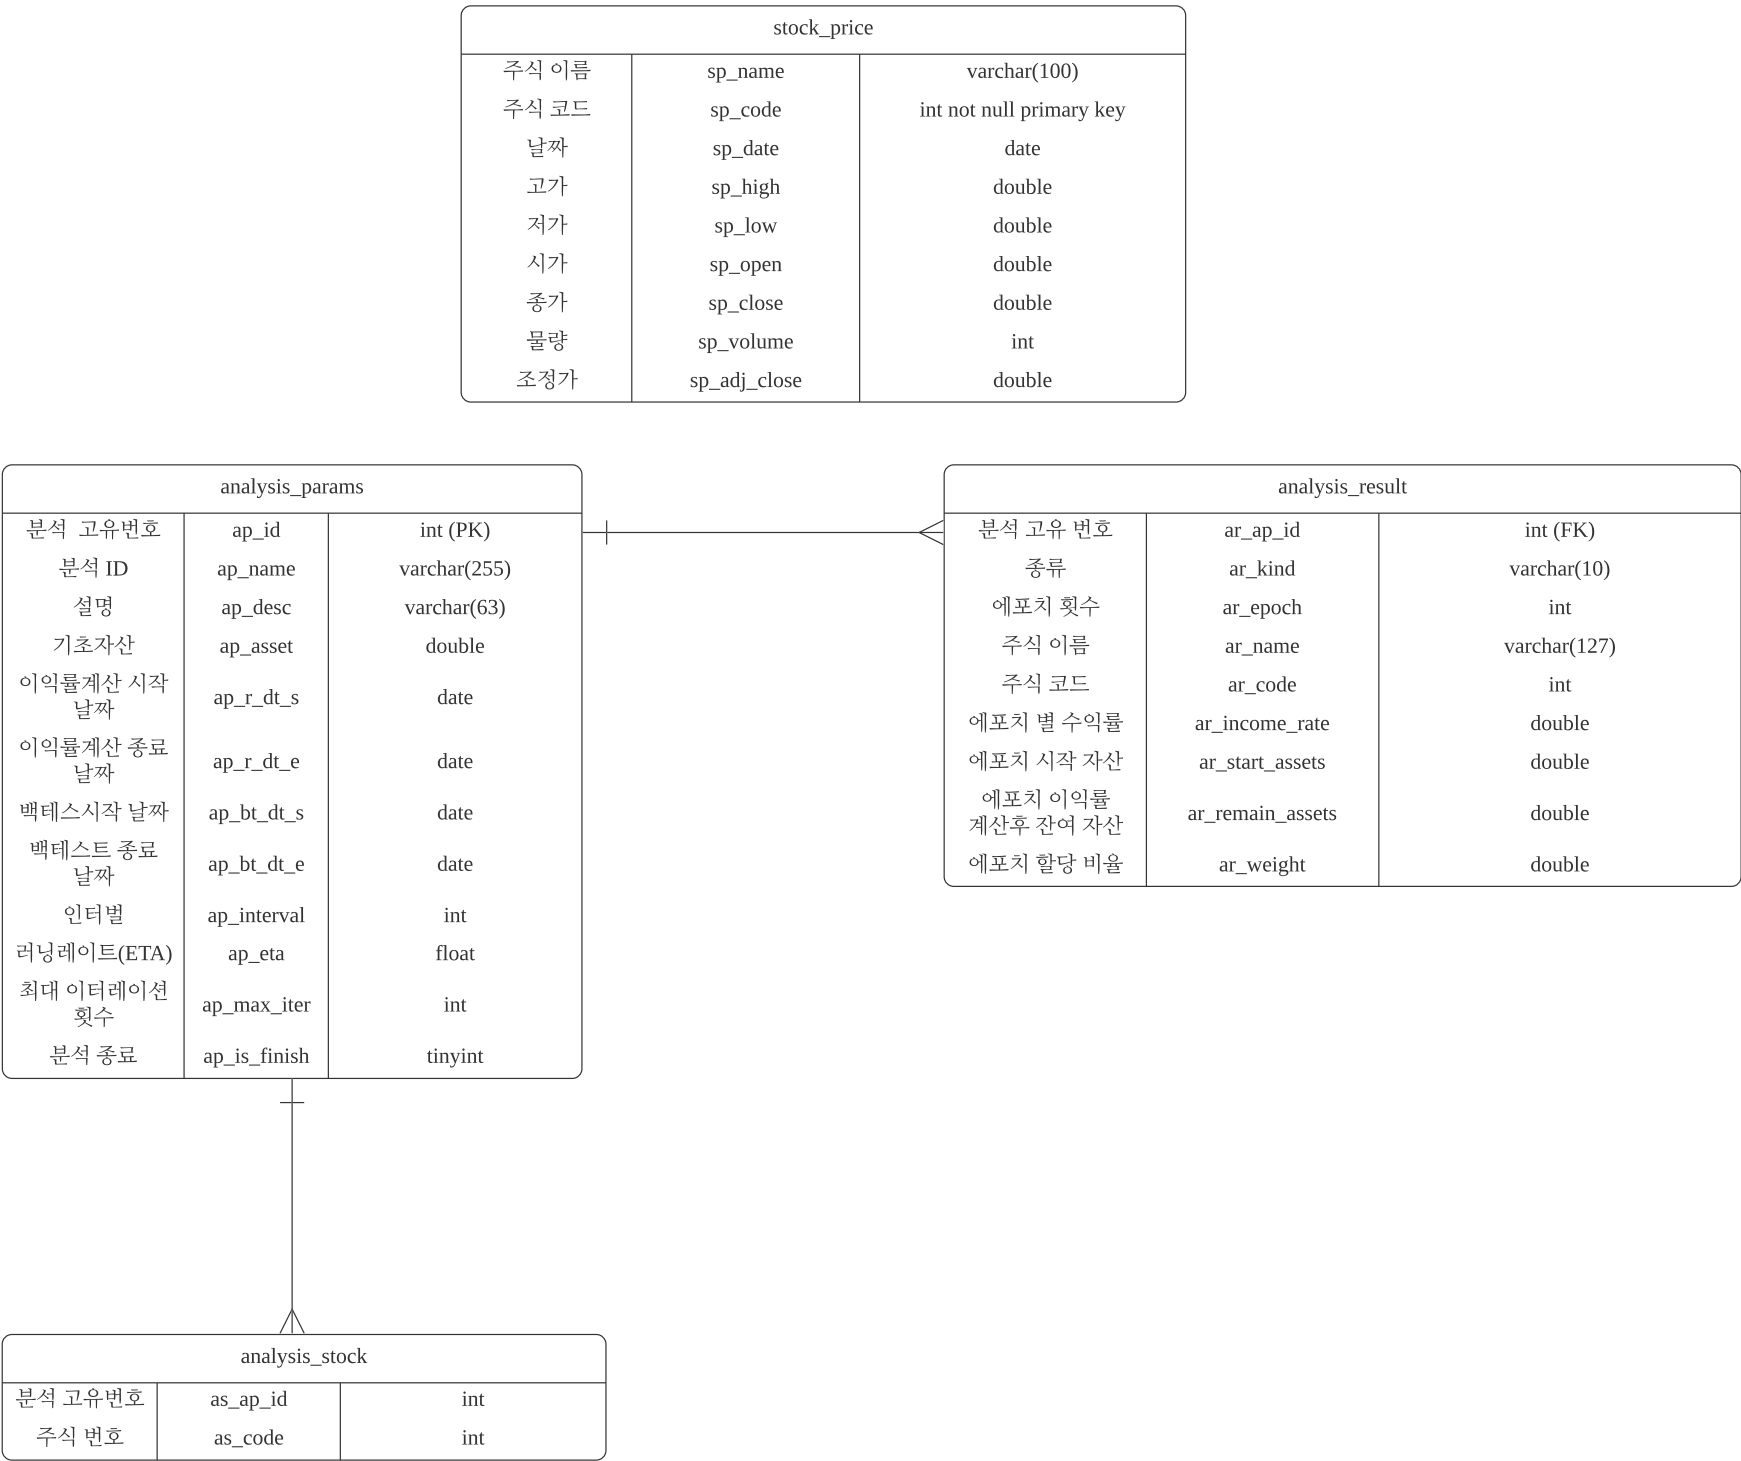 stock_price
주식 이름 sp_name varchar(100)
주식 코드 sp_code int not null primary key
날짜 sp_date date
고가 sp_high double
저가 sp_low double
시가 sp_open double
종가 sp_close double
물량 sp_volume int
조정가 sp_adj_close double
analysis_params
분석 고유번호 ap_id int (PK)
분석 ID ap_name varchar(255)
설명 ap_desc varchar(63)
기초자산 ap_asset double
이익률계산 시작
날짜 ap_r_dt_s date
이익률계산 종료
날짜 ap_r_dt_e date
백테스시작 날짜 ap_bt_dt_s date
백테스트 종료
날짜 ap_bt_dt_e date
인터벌 ap_interval int
러닝레이트(ETA) ap_eta float
최대 이터레이션
횟수 ap_max_iter int
분석 종료 ap_is_finish tinyint
analysis_result
분석 고유 번호 ar_ap_id int (FK)
종류 ar_kind varchar(10)
에포치 횟수 ar_epoch int
주식 이름 ar_name varchar(127)
주식 코드 ar_code int
에포치 별 수익률 ar_income_rate double
에포치 시작 자산 ar_start_assets double
에포치 이익률
계산후 잔여 자산 ar_remain_assets double
에포치 할당 비율 ar_weight double
analysis_stock
분석 고유번호 as_ap_id int
주식 번호 as_code int